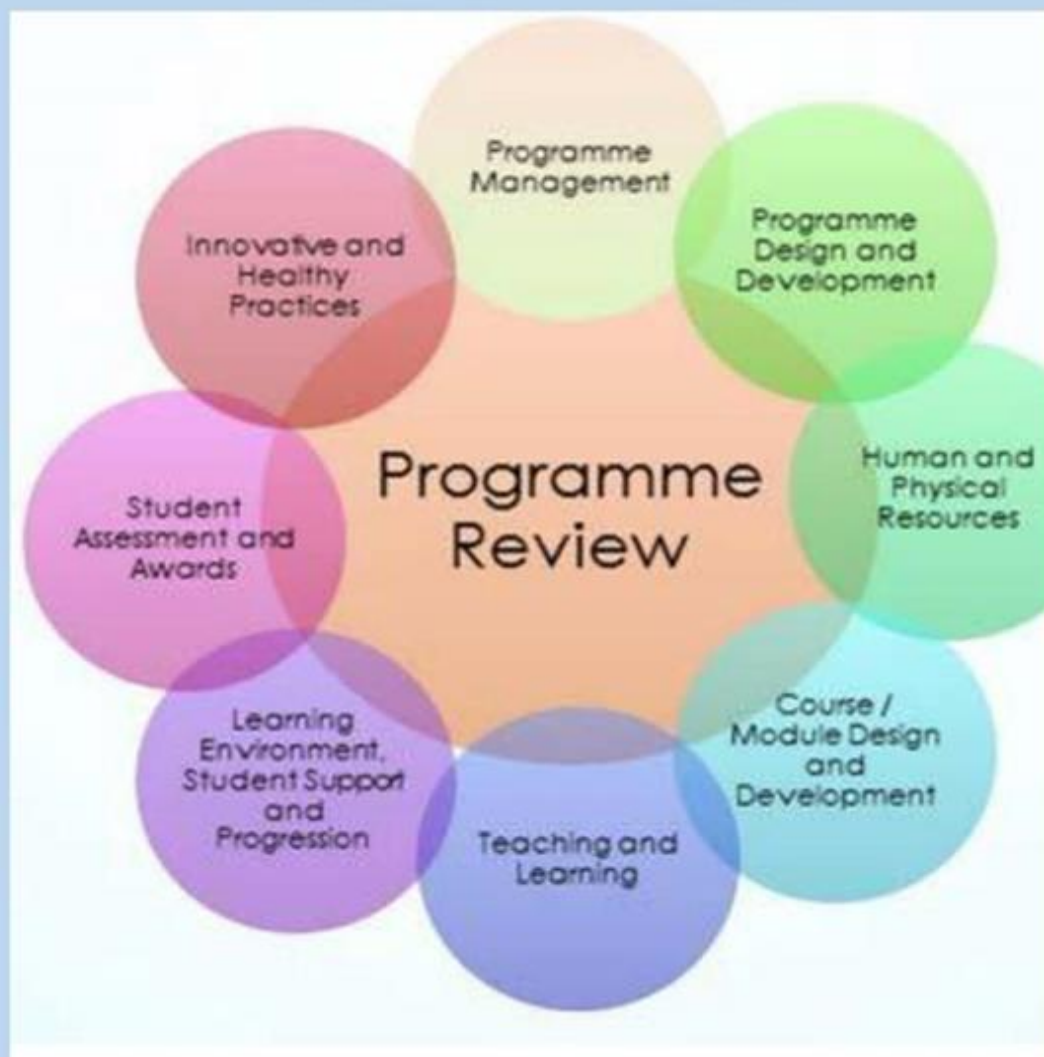 Programme
Management
Programme
Design and
Development
Human and
Physical
Resources
Course /
Module Design
and
Development
Teaching and
Learning
Learning
Environment,
Student Support
and
Progression
Student
Assessment and
Awards
Innovative and
Healthy
Practices
Programme
Review